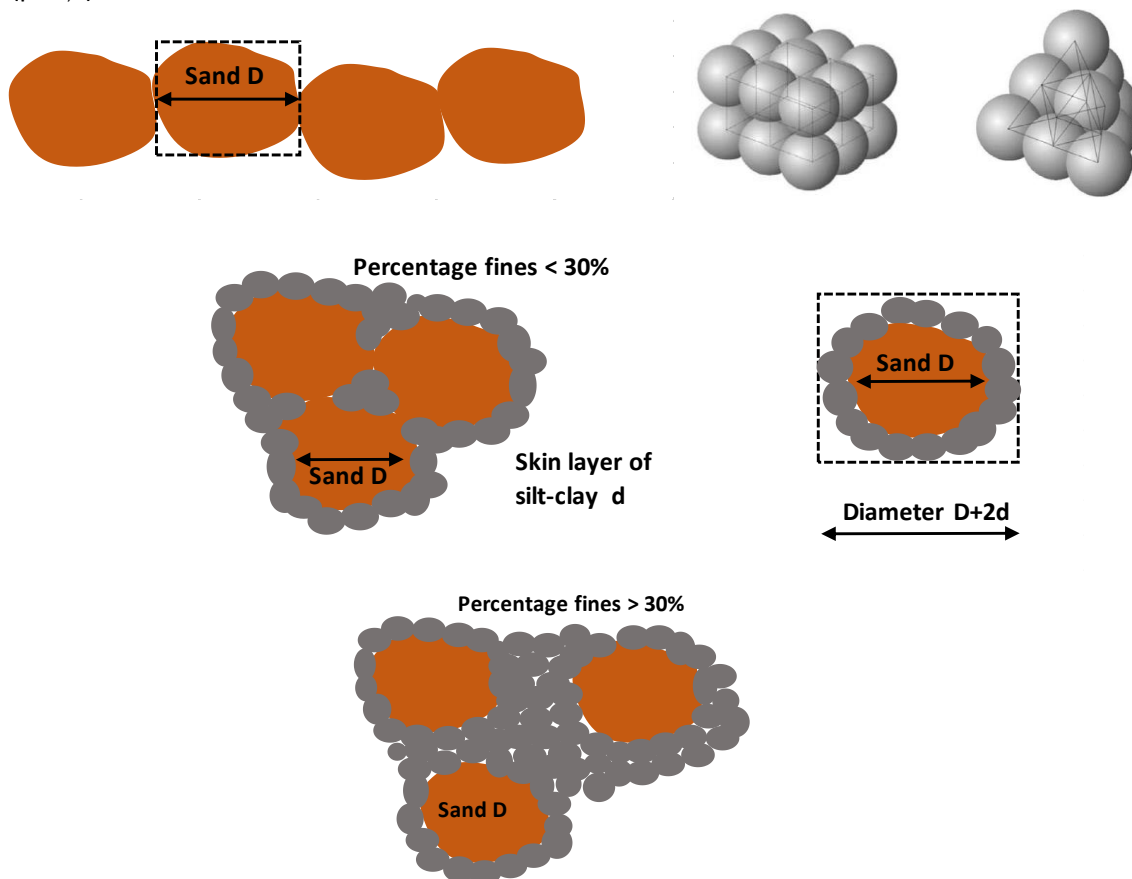 Sand D
Percentage fines < 30%
Sand D
Sand D
Skin layer of
silt-clay d
Diameter D+2d
Percentage fines > 30%
Sand D